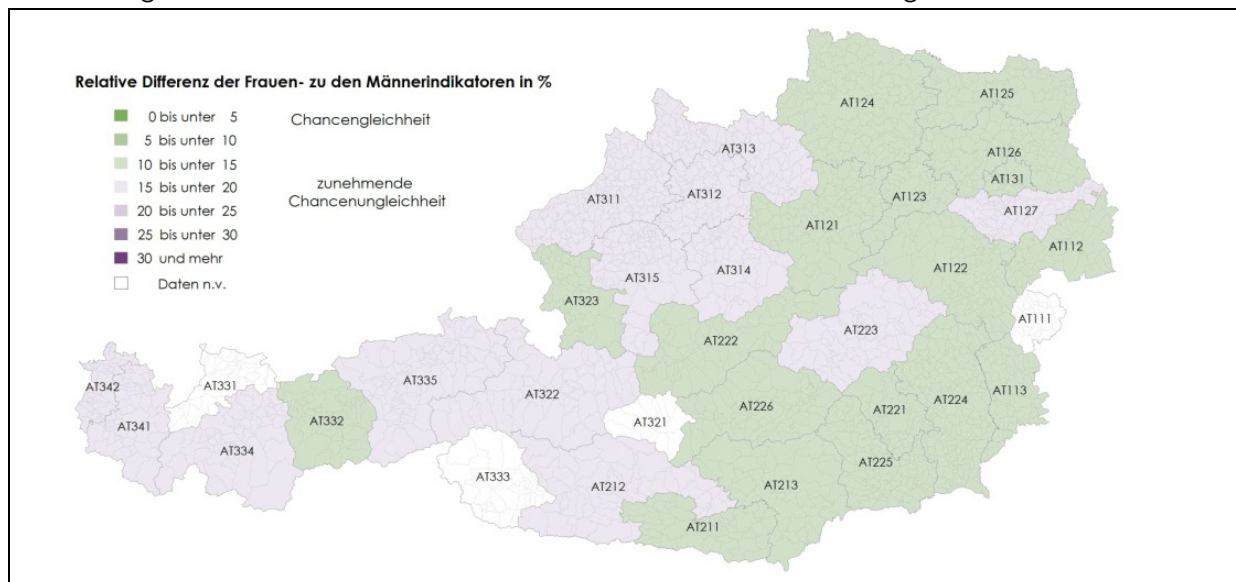 Relative Differenz der Frauen- zu den Männerindikatoren in %
0 bis unter 5
Chancengleichheit
5 bis unter 10
10 bis unter 15
15 bis unter 20
zunehmende
Chancenungleichheit
20 bis unter 25
25 bis unter 30
30 und mehr
Daten n.v.
AT124
AT125
AT126
AT131
AT313
AT312
AT311
AT123
AT127
AT121
AT112
AT122
AT314
AT315
AT323
AT111
AT223
AT222
AT342
AT331
AT335
AT322
AT113
AT221
AT224
AT226
AT321
AT332
AT341
AT334
AT225
AT333
AT212
AT213
AT211